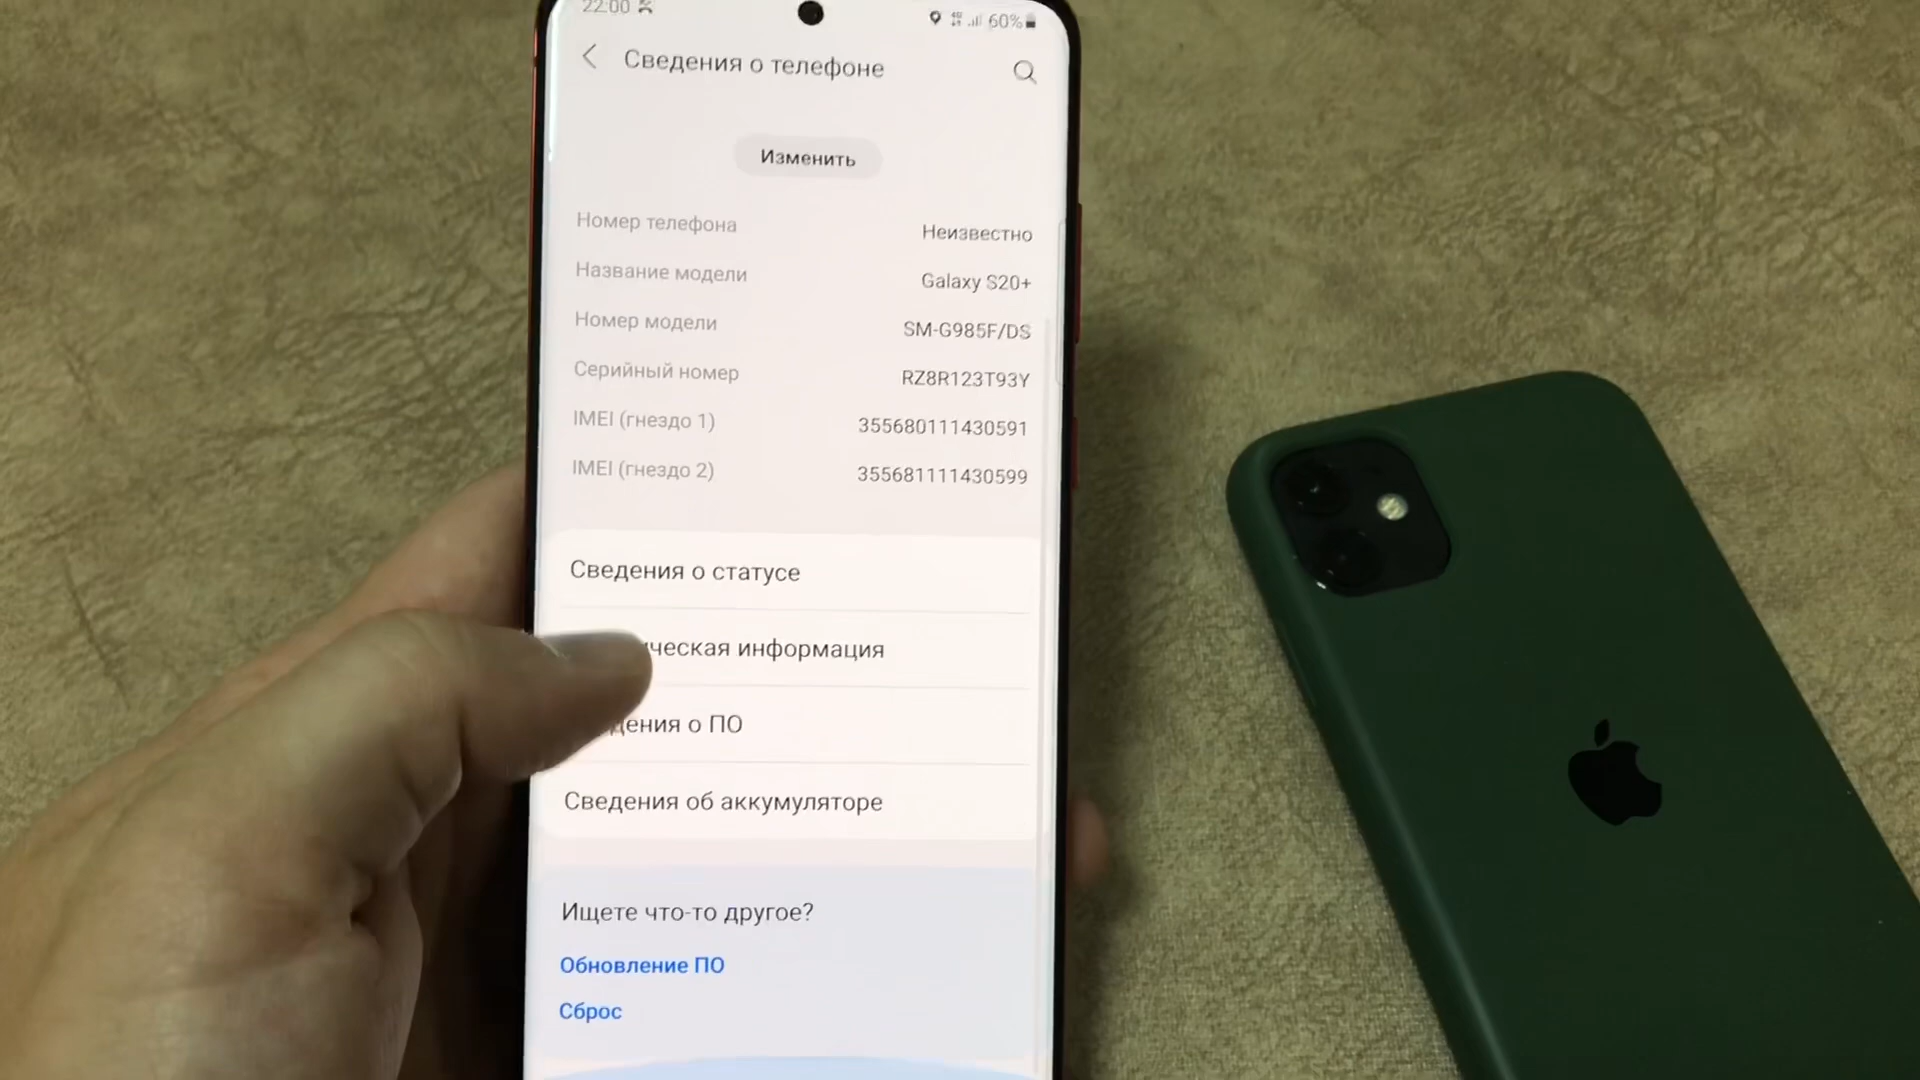 22:00
60%
Сведения о телефоне
Изменить
Номер телефона Неизвестно
Название модели Galaxy S20+
Номер модели SM-G985F/DS
Серийный номер RZ8R123T93Y
IMEI (гнездо 1) 355680111430591
IMEI (гнездо 2) 355681111430599
Сведения о статусе
информация
о ПО
Сведения об аккумуляторе
Ищете что-то другое?
Обновление ПО
Сброс